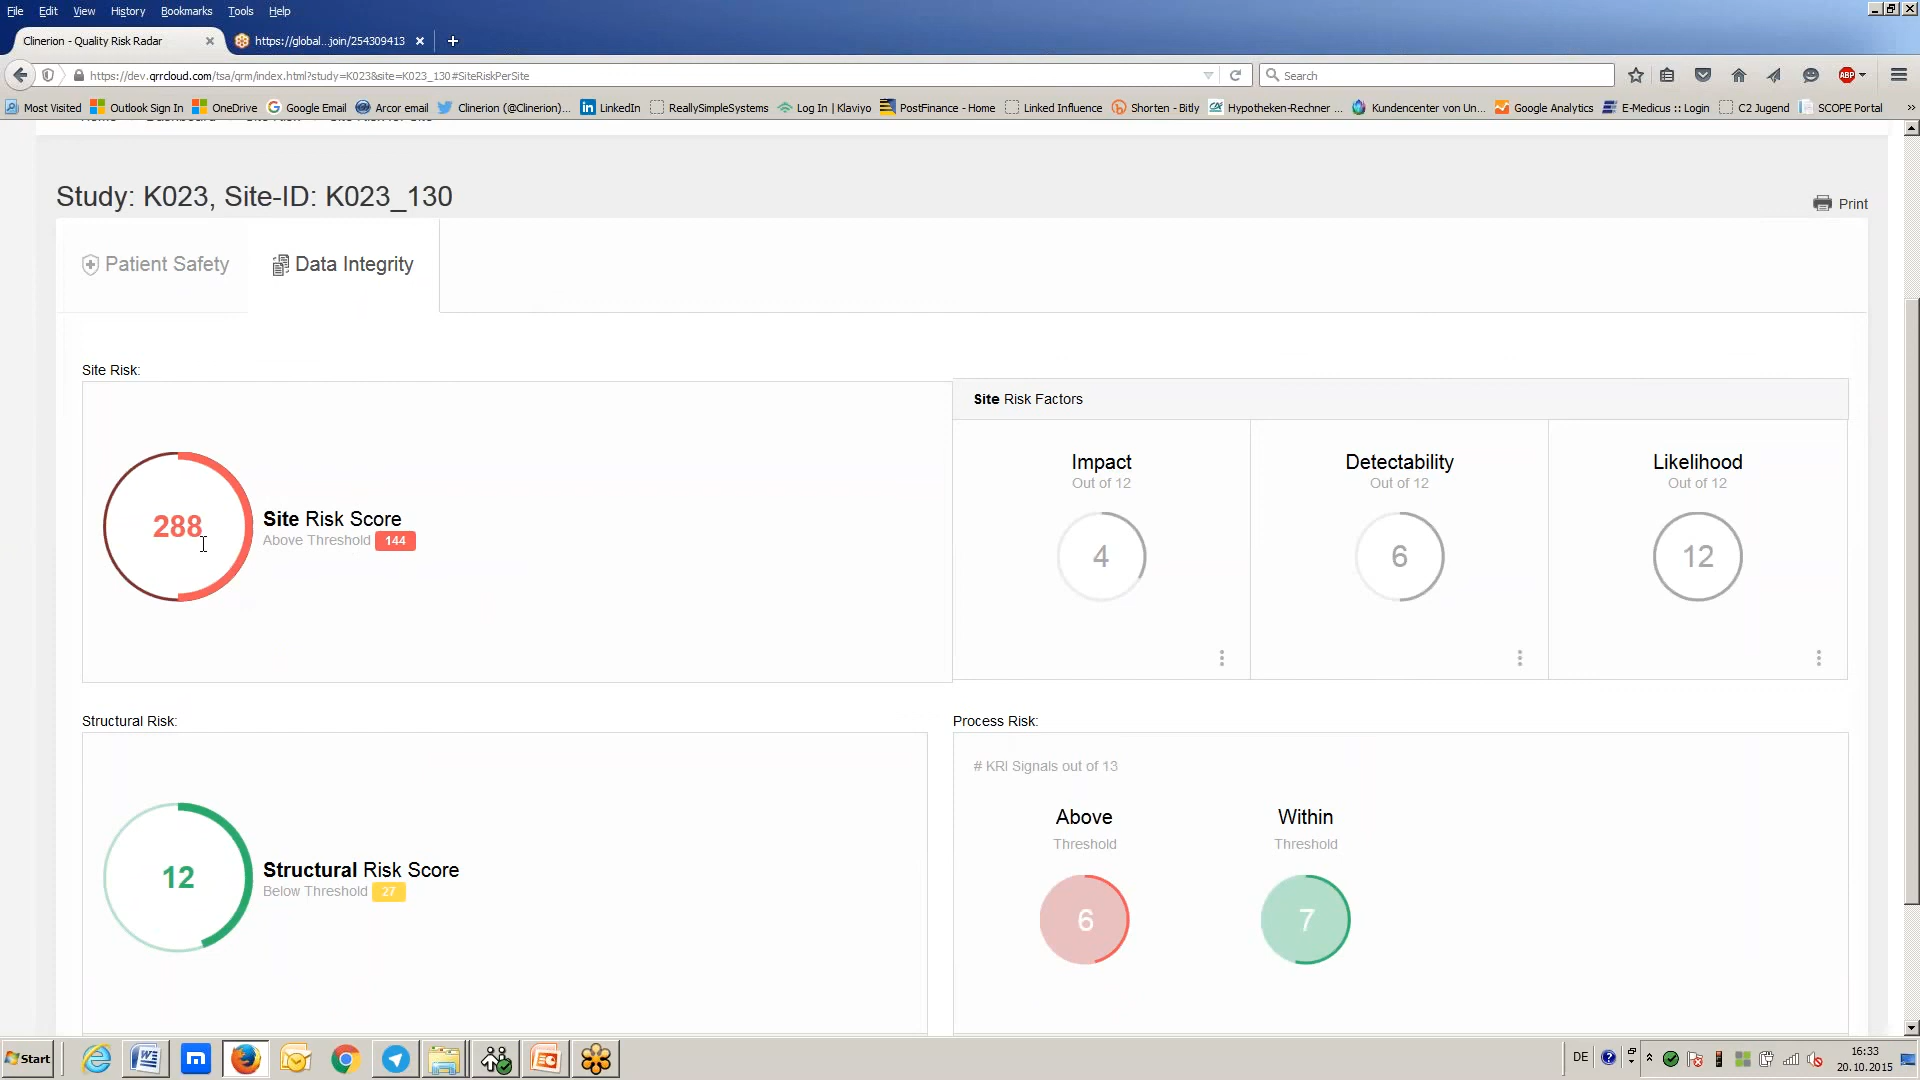 File Edit View History Bookmarks Tools Help
Clinerion - Quality Risk Radar
https://global...join/254309413
https://dev.qrrcloud.com/tsa/qrm/index.html?study=K023&site=K023_130#SiteRiskPerSite
Search
ABP
Most Visited Outlook Sign In OneDrive Google Email Arcor email Clinerion (@Clinerion)... LinkedIn ReallySimpleSystems Log In | Klaviyo PostFinance - Home Linked Influence Shorten - Bitly Hypotheken-Rechner ... Kundencenter von Un... Google Analytics E-Medicus :: Login C2 Jugend SCOPE Portal
Study: K023, Site-ID: K023_130
Print
Patient Safety
Data Integrity
Site Risk:
288
Site Risk Score
Above Threshold 144
Site Risk Factors
Impact
Out of 12
4
Detectability
Out of 12
6
Likelihood
Out of 12
12
Structural Risk:
12
Structural Risk Score
Below Threshold 27
Process Risk:
# KRI Signals out of 13
Above
Threshold
6
Within
Threshold
7
Start
DE
16:33
20.10.2015